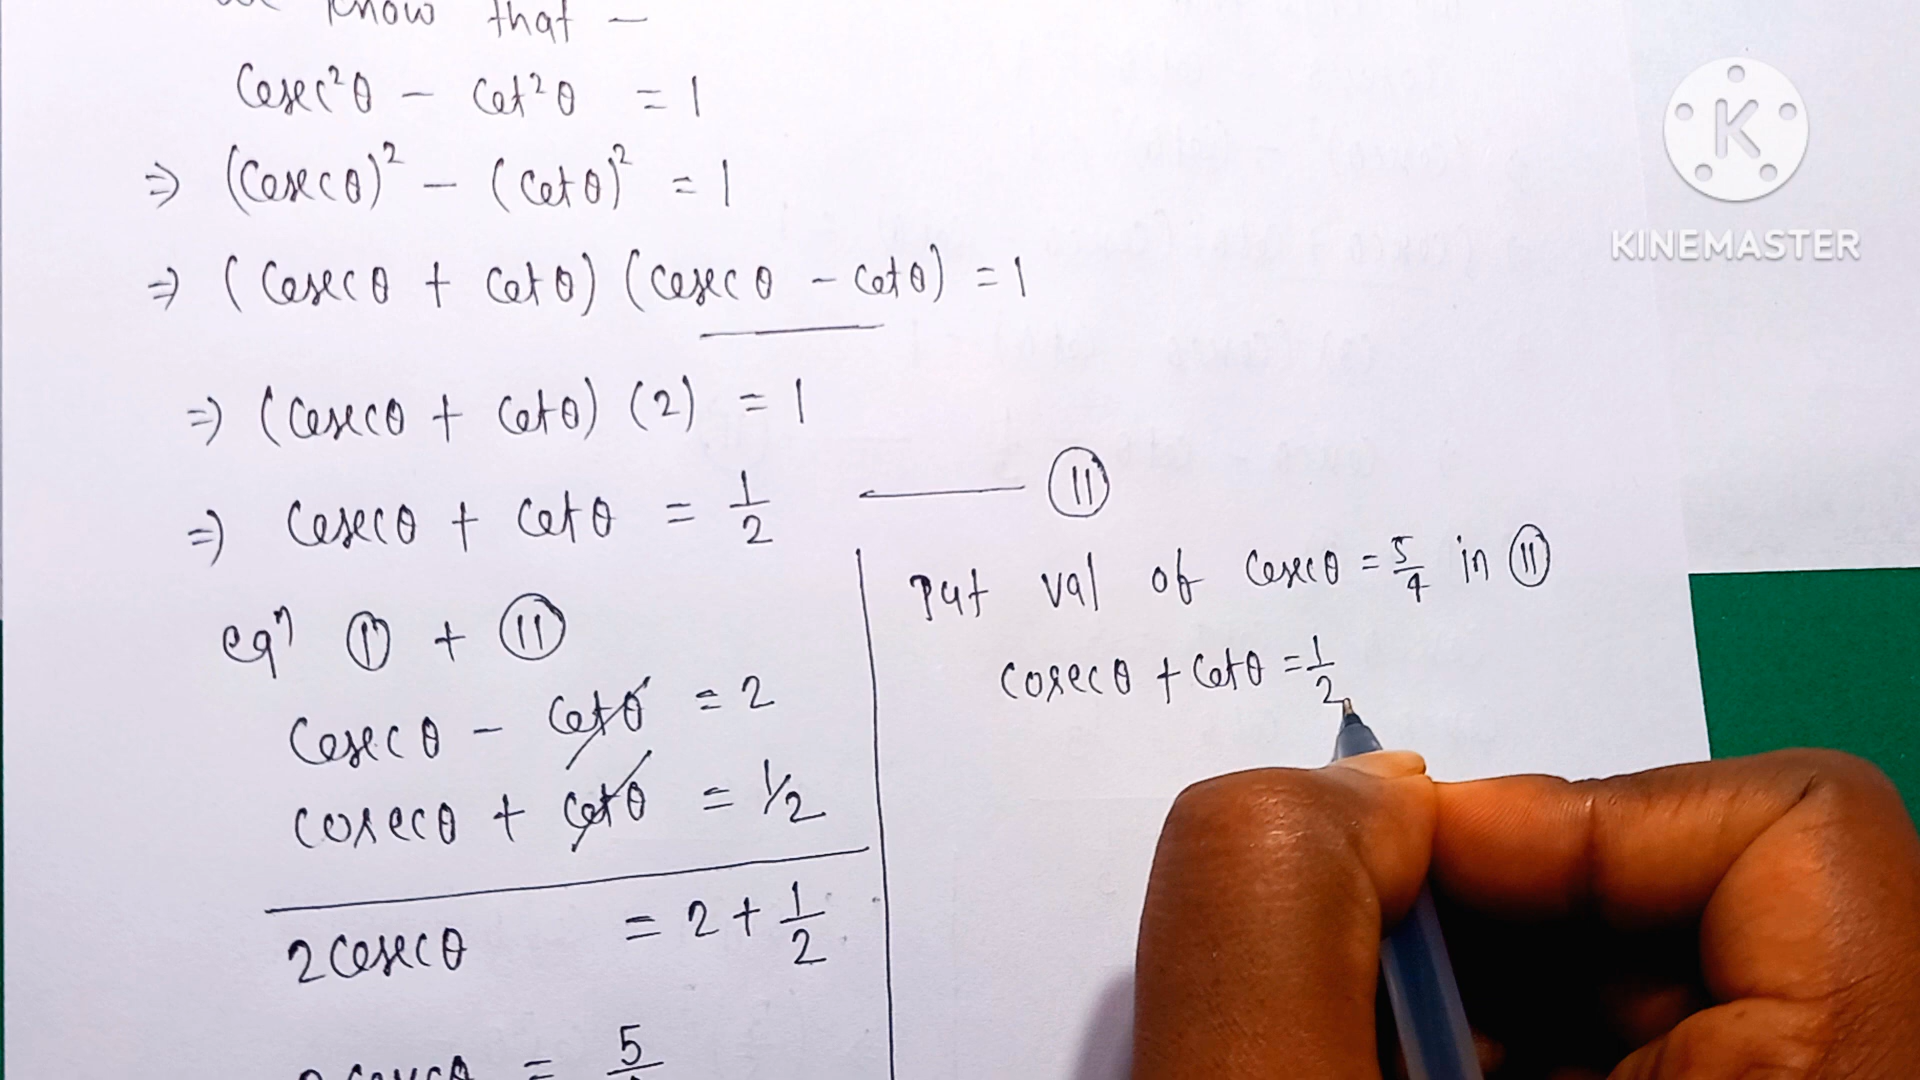 know that —
Cosec²θ - Cot²θ = 1
⇒ (Cosecθ)² - (Cotθ)² = 1
⇒ (Cosecθ + Cotθ) (Cosecθ - Cotθ) = 1
⇒ (Cosecθ + Cotθ) (2) = 1
⇒ Cosecθ + Cotθ = 1/2 —— (II)
eqⁿ (I) + (II)
Cosecθ - Cotθ = 2
Cosecθ + Cotθ = 1/2
2Cosecθ = 2 + 1/2
2Cosecθ = 5
Put val of Cosecθ = 5/4 in (II)
Cosecθ + Cotθ = 1/2
KINEMASTER